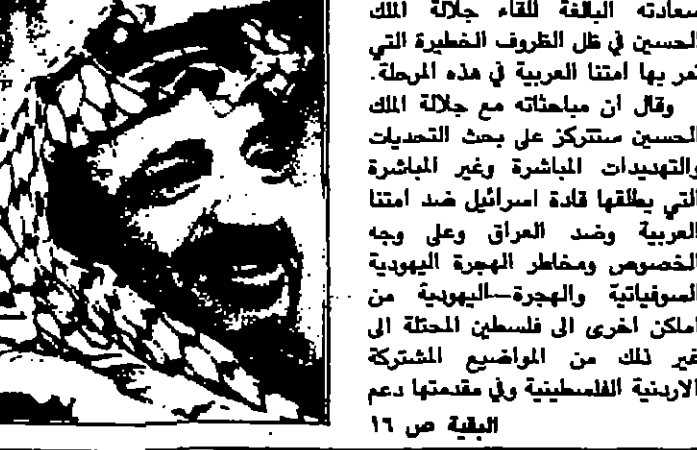 سعادته البالغة للقاء جلالة الملك
الحسين في ظل الظروف الخطيرة التي
تمر بها امتنا العربية في هذه المرحلة.
وقال ان مباحثاته مع جلالة الملك
الحسين ستتركز على بحث التحديات
والتهديدات المباشرة وغير المباشرة
التي يطلقها قادة اسرائيل ضد امتنا
العربية وضد العراق وعلى وجه
الخصوص ومخاطر الهجرة اليهودية
السوفياتية والهجرة—اليهودية من
اماكن اخرى الى فلسطين المحتلة الى
غير ذلك من المواضيع المشتركة
الاردنية الفلسطينية وفي مقدمتها دعم
البقية ص ١٦